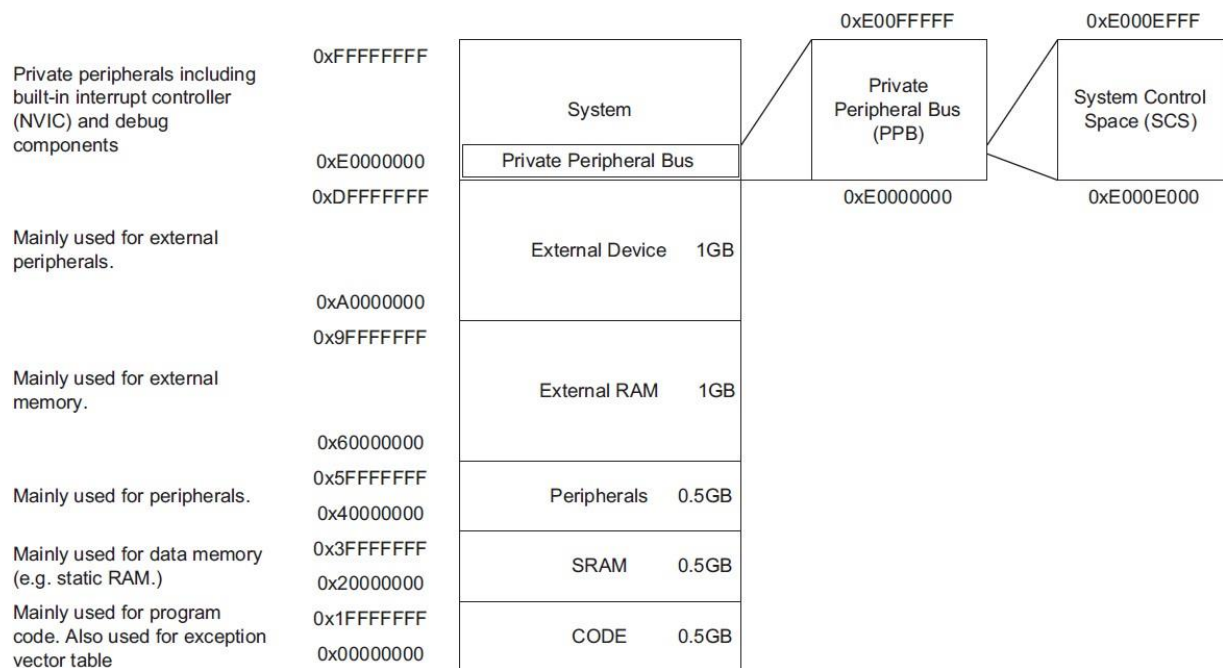 0xE00FFFFF
0xE000EFFF
0xFFFFFFFF
Private peripherals including
built-in interrupt controller
(NVIC) and debug
components
System
Private
Peripheral Bus
(PPB)
System Control
Space (SCS)
0xE0000000
Private Peripheral Bus
0xDFFFFFFF
0xE0000000
0xE000E000
Mainly used for external
peripherals.
External Device 1GB
0xA0000000
0x9FFFFFFF
Mainly used for external
memory.
External RAM 1GB
0x60000000
0x5FFFFFFF
Mainly used for peripherals.
Peripherals 0.5GB
0x40000000
0x3FFFFFFF
Mainly used for data memory
(e.g. static RAM.)
SRAM 0.5GB
0x20000000
0x1FFFFFFF
Mainly used for program
code. Also used for exception
vector table
CODE 0.5GB
0x00000000